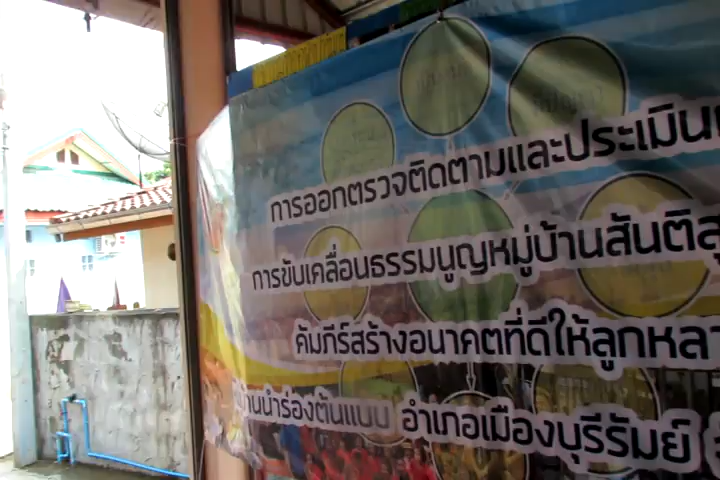 การออกตรวจติดตามและประเมิน
การขับเคลื่อนธรรมนูญหมู่บ้านสันติสุ
คัมภีร์สร้างอนาคตที่ดีให้ลูกหลา
บ้านนำร่องต้นแบบ อำเภอเมืองบุรีรัมย์